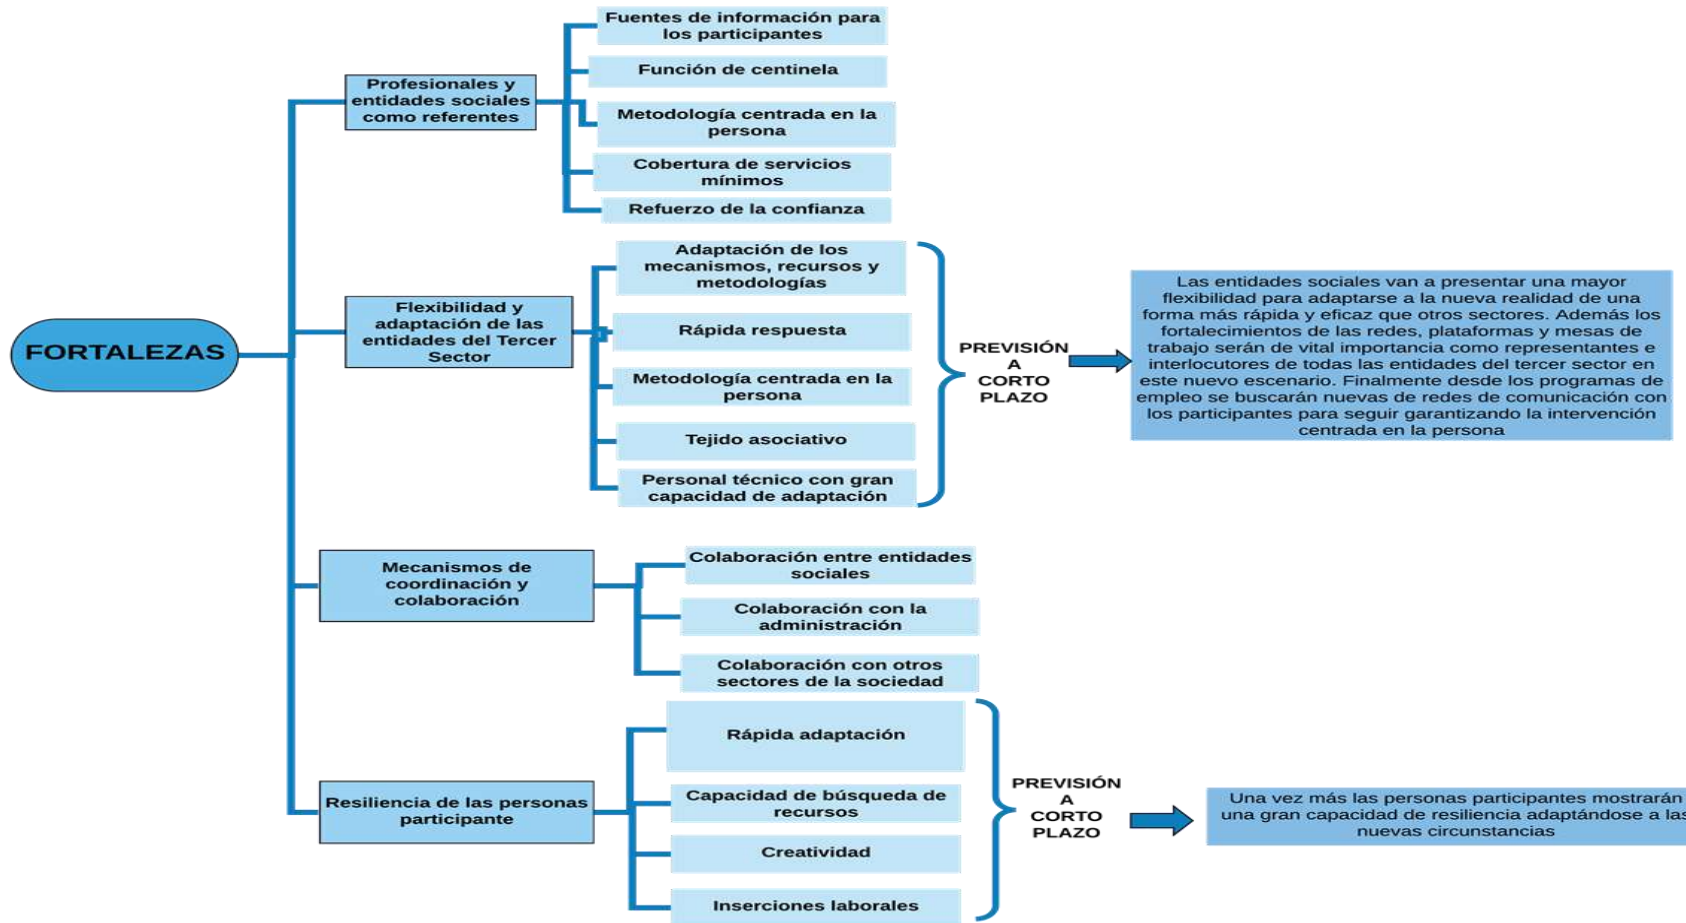 FORTALEZAS
Profesionales y
entidades sociales
como referentes
Fuentes de información para
los participantes
Función de centinela
Metodología centrada en la
persona
Cobertura de servicios
mínimos
Refuerzo de la confianza
Flexibilidad y
adaptación de las
entidades del Tercer
Sector
Adaptación de los
mecanismos, recursos y
metodologías
Rápida respuesta
Metodología centrada en la
persona
Tejido asociativo
Personal técnico con gran
capacidad de adaptación
PREVISIÓN
A
CORTO
PLAZO
Las entidades sociales van a presentar una mayor
flexibilidad para adaptarse a la nueva realidad de una
forma más rápida y eficaz que otros sectores. Además los
fortalecimientos de las redes, plataformas y mesas de
trabajo serán de vital importancia como representantes e
interlocutores de todas las entidades del tercer sector en
este nuevo escenario. Finalmente desde los programas de
empleo se buscarán nuevas de redes de comunicación con
los participantes para seguir garantizando la intervención
centrada en la persona
Mecanismos de
coordinación y
colaboración
Colaboración entre entidades
sociales
Colaboración con la
administración
Colaboración con otros
sectores de la sociedad
Resiliencia de las personas
participante
Rápida adaptación
Capacidad de búsqueda de
recursos
Creatividad
Inserciones laborales
PREVISIÓN
A
CORTO
PLAZO
Una vez más las personas participantes mostrarán
una gran capacidad de resiliencia adaptándose a las
nuevas circunstancias